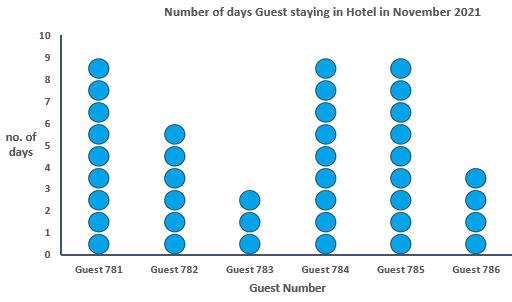 Number of days Guest staying in Hotel in November 2021
10
9
8
7
6
5
4
3
2
1
0
no. of
days
Guest 781 Guest 782 Guest 783 Guest 784 Guest 785 Guest 786
Guest Number